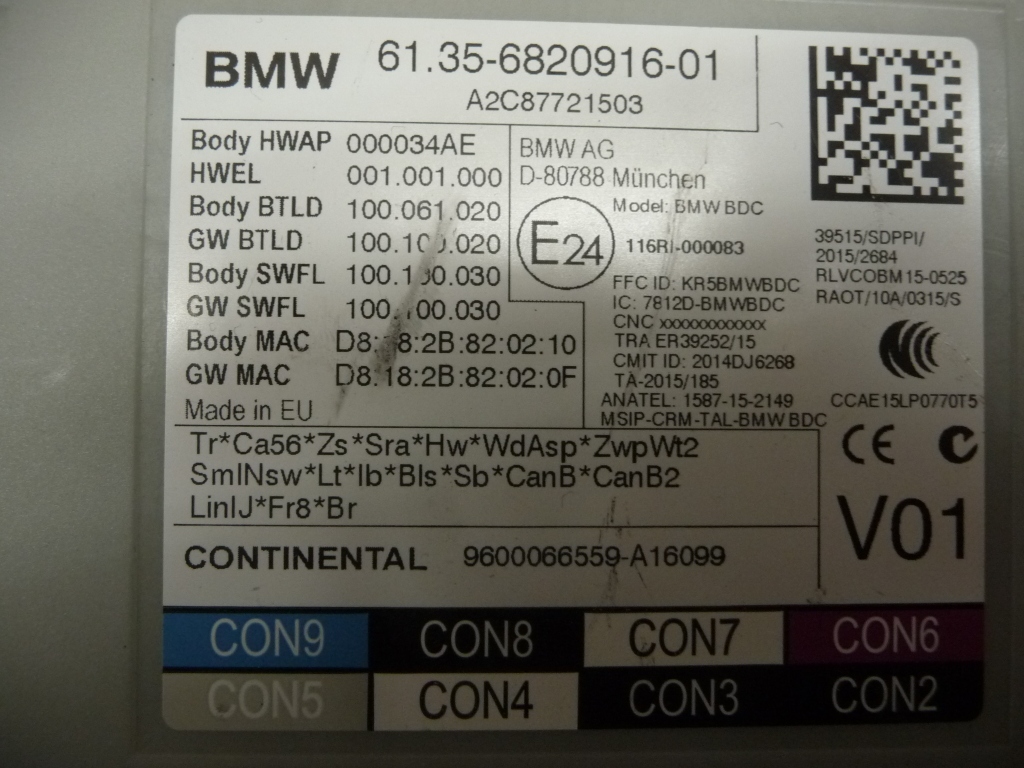 BMW 61.35-6820916-01
A2C87721503
Body HWAP 000034AE
HWEL 001.001.000
Body BTLD 100.061.020
GW BTLD
Body SWFL
GW SWFL
Body MAC
GW MAC D8:18:2B:82:02:0F
Made in EU
BMW AG
D-80788 München
Model: BMW BDC
E24
116RI-000083
FFC ID: KR5BMWBDC
IC: 7812D-BMWBDC
CNC xxxxxxxxxxxx
TRA ER39252/15
CMIT ID: 2014DJ6268
TA-2015/185
ANATEL: 1587-15-2149
MSIP-CRM-TAL-BMW BDC
39515/SDPPI/
2015/2684
RLVCOBM15-0525
RAOT/10A/0315/S
CCAE15LP0770T5
CE
V01
Tr*Ca56*Zs*Sra*Hw*WdAsp*ZwpWt2
SmlNsw*Lt*Ib*Bls*Sb*CanB*CanB2
LinIJ*Fr8*Br
CONTINENTAL 9600066559-A16099
CON9 CON8 CON7 CON6
CON5 CON4 CON3 CON2